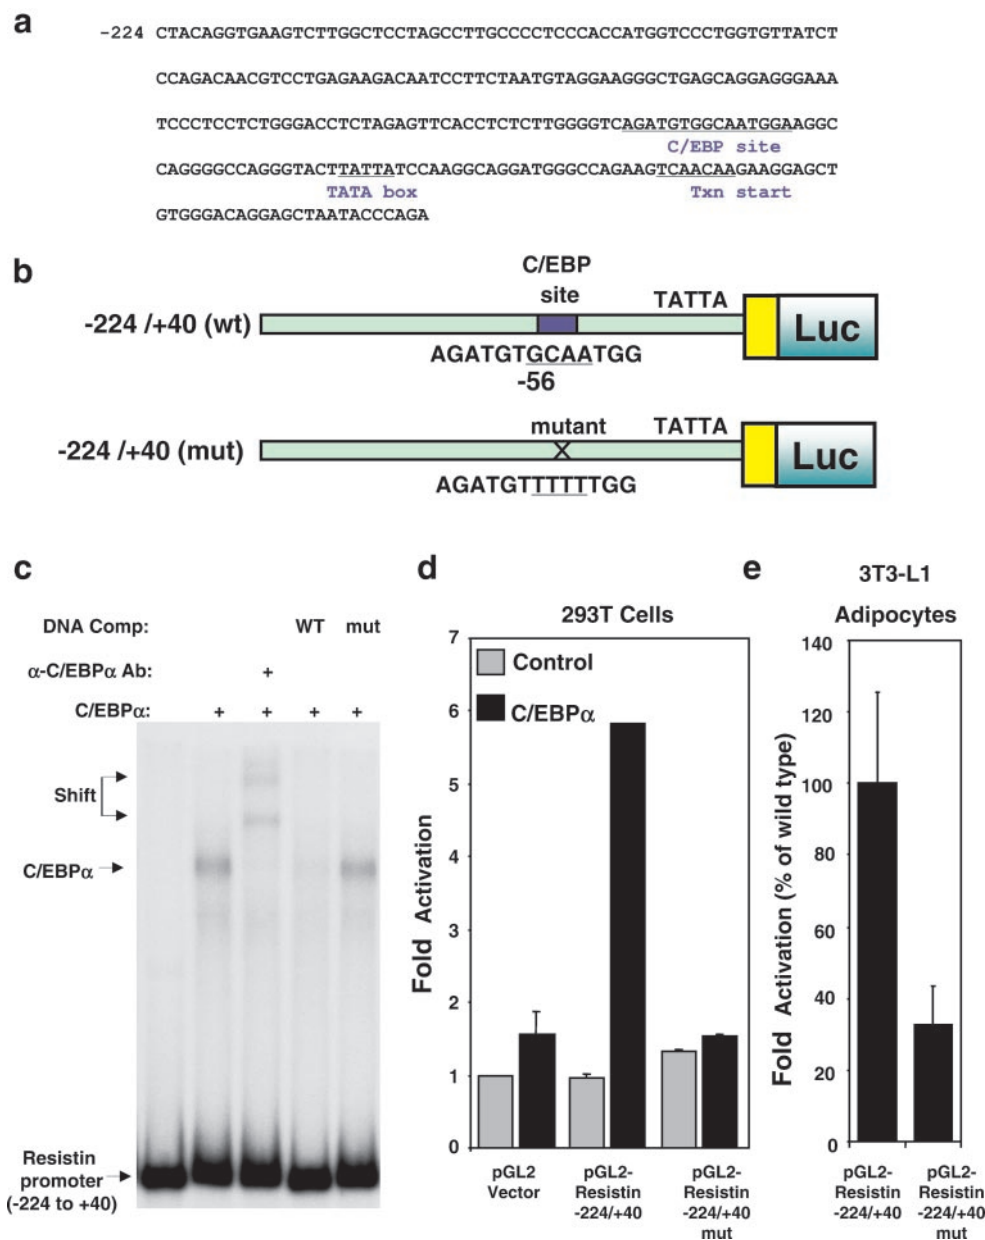 a
-224 CTACAGGTGAAGTCTTGGCTCCTAGCCTTGCCCCTCCCACCATGGTCCCTGGTGTTATCT
CCAGACAACGTCCTGAGAAGACAATCCTTCTAATGTAGGAAGGGCTGAGCAGGAGGGAAA
TCCCTCCTCTGGGACCTCTAGAGTTCACCTCTCTTGGGGTCAGATGTGGCAATGGAAGGC
C/EBP site
CAGGGGCCAGGGTACTTATTATCCAAGGCAGGATGGGCCAGAAGTCAACAAGAAGGAGCT
TATA box Txn start
GTGGGACAGGAGCTAATACCCAGA
b
C/EBP
site
TATTA
-224 /+40 (wt)
Luc
AGATGTGCAATGG
-56
mutant
TATTA
-224 /+40 (mut)
Luc
AGATGTTTTTTGG
c
DNA Comp: WT mut
α-C/EBPα Ab: +
C/EBPα: + + + +
Shift
C/EBPα
Resistin
promoter
(-224 to +40)
d
293T Cells
Control
C/EBPα
Fold Activation
7
6
5
4
3
2
1
0
pGL2
Vector
pGL2-
Resistin
-224/+40
pGL2-
Resistin
-224/+40
mut
e
3T3-L1
Adipocytes
Fold Activation (% of wild type)
140
120
100
80
60
40
20
0
pGL2-
Resistin
-224/+40
pGL2-
Resistin
-224/+40
mut